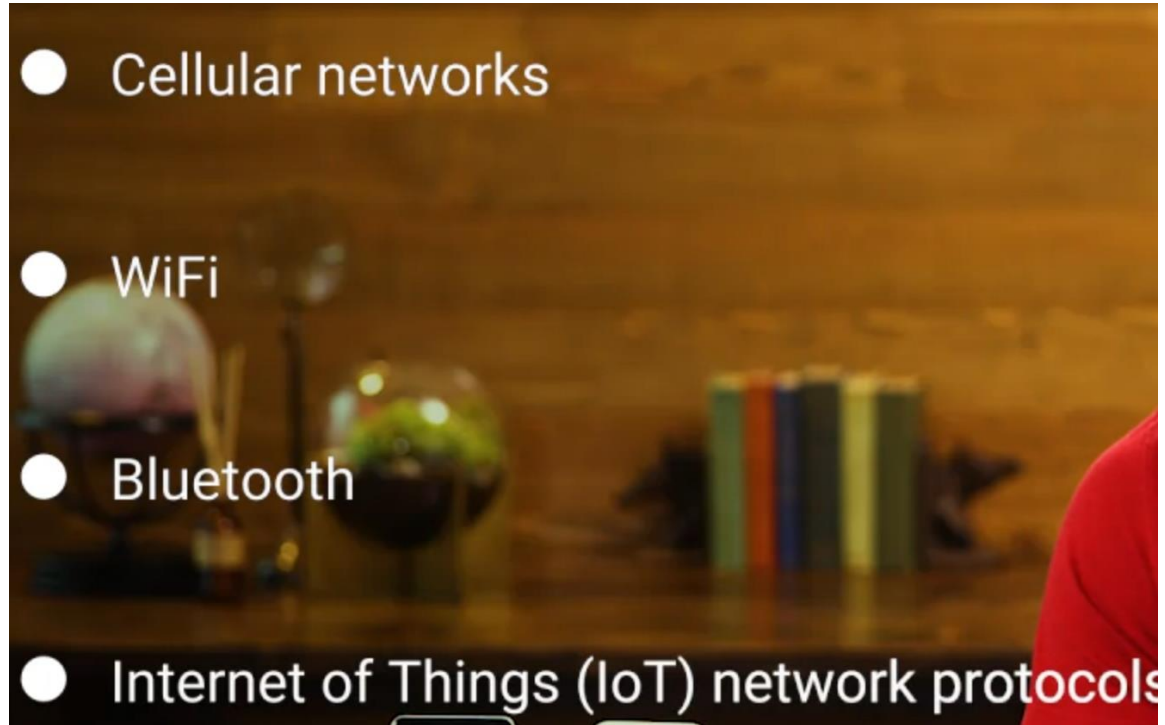 Cellular networks
WiFi
Bluetooth
Internet of Things (IoT) network protocols